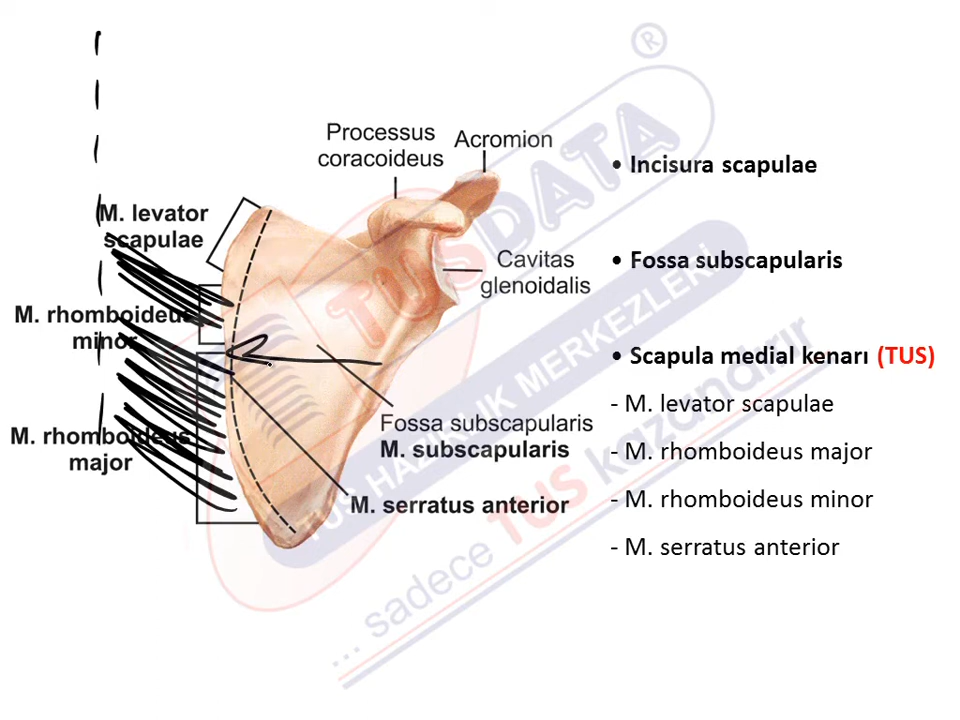 Processus
coracoideus
Acromion
M. levator
scapulae
Cavitas
glenoidalis
M. rhomboideus
minor
Fossa subscapularis
M. subscapularis
M. rhomboideus
major
M. serratus anterior
• Incisura scapulae
• Fossa subscapularis
• Scapula medial kenarı (TUS)
- M. levator scapulae
- M. rhomboideus major
- M. rhomboideus minor
- M. serratus anterior
®
TUSDATA
TUS HAZIRLIK MERKEZLERİ
... sadece TUS kazandırır